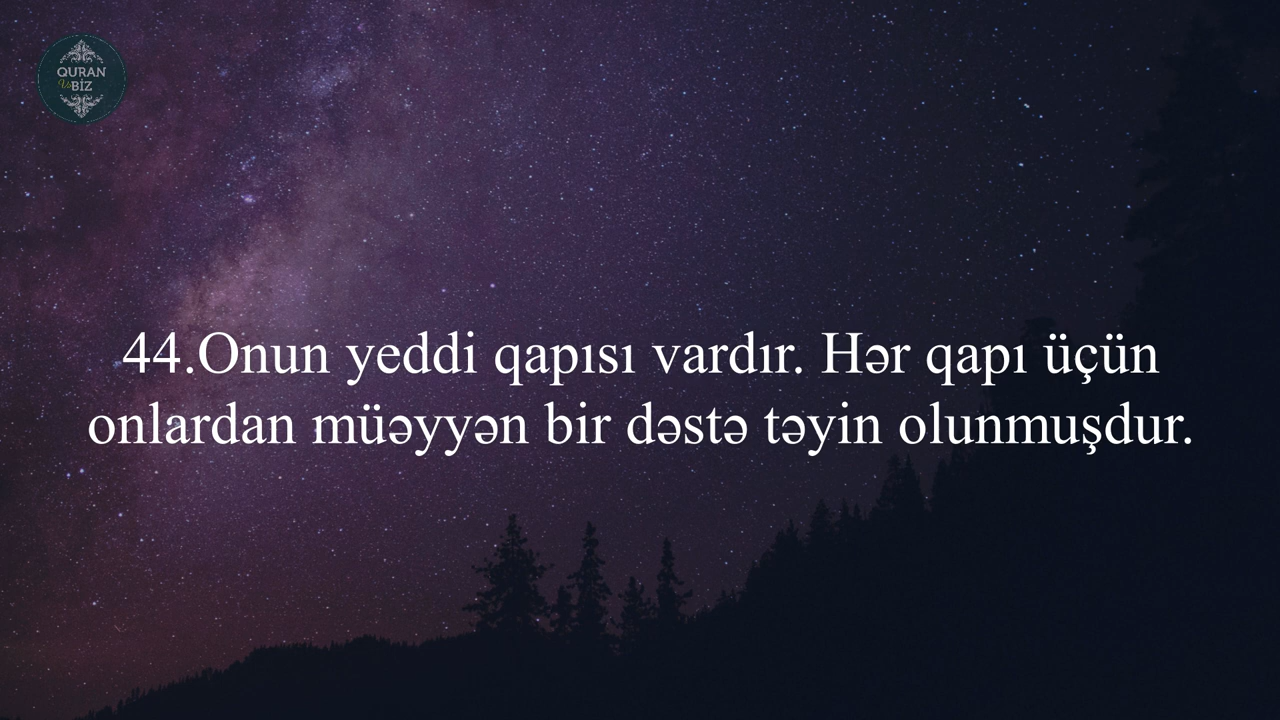 QURAN
Və BİZ
44.Onun yeddi qapısı vardır. Hər qapı üçün
onlardan müəyyən bir dəstə təyin olunmuşdur.